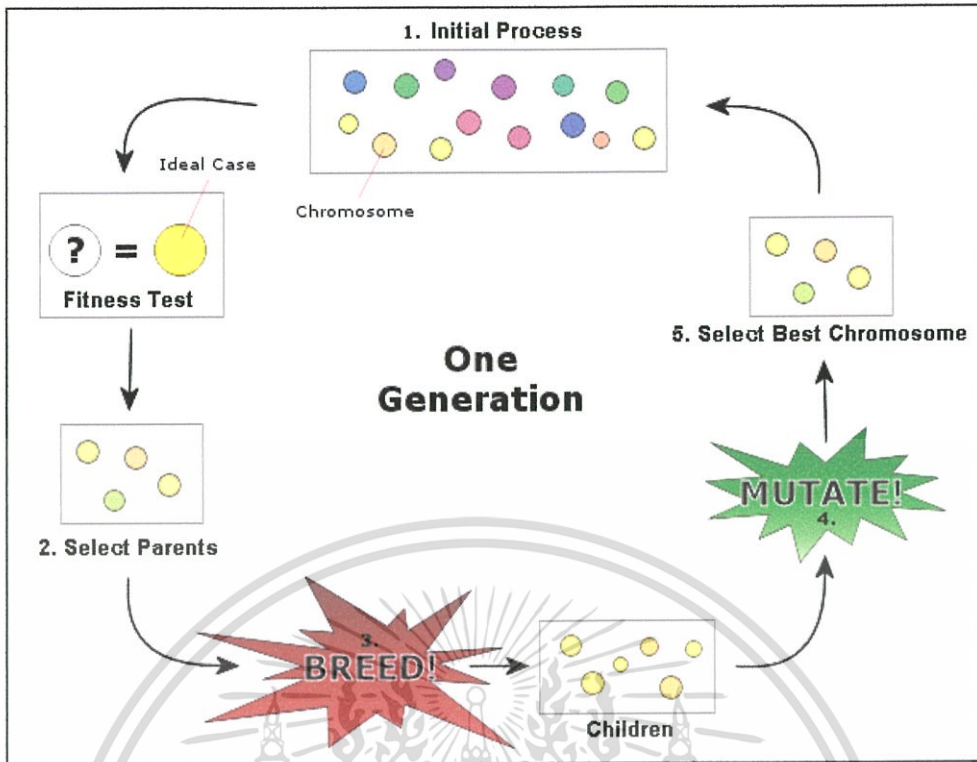 1. Initial Process
Ideal Case
Chromosome
? =
Fitness Test
2. Select Parents
3.
BREED!
Children
MUTATE!
4.
5. Select Best Chromosome
One
Generation